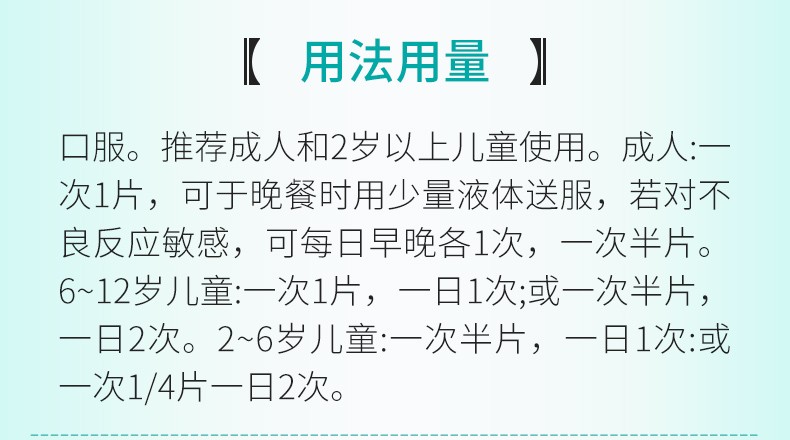 【 用法用量 】
口服。推荐成人和2岁以上儿童使用。成人:一
次1片，可于晚餐时用少量液体送服，若对不
良反应敏感，可每日早晚各1次，一次半片。
6~12岁儿童:一次1片，一日1次;或一次半片，
一日2次。2~6岁儿童:一次半片，一日1次:或
一次1/4片一日2次。